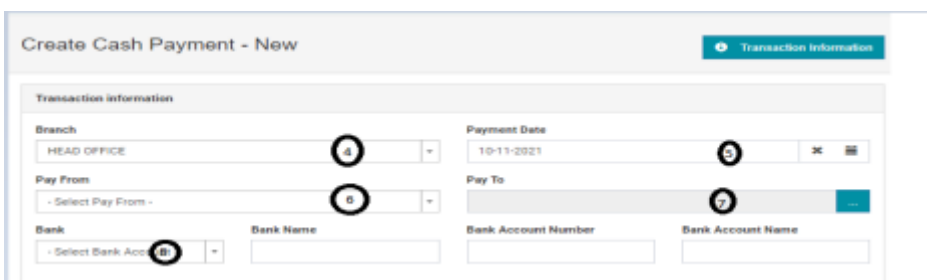 Create Cash Payment - New
Transaction Information
Transaction information
Branch Payment Date
HEAD OFFICE 4 10-11-2021 5
Pay From Pay To
- Select Pay From - 6 7 ...
Bank Bank Name Bank Account Number Bank Account Name
- Select Bank Acco 8